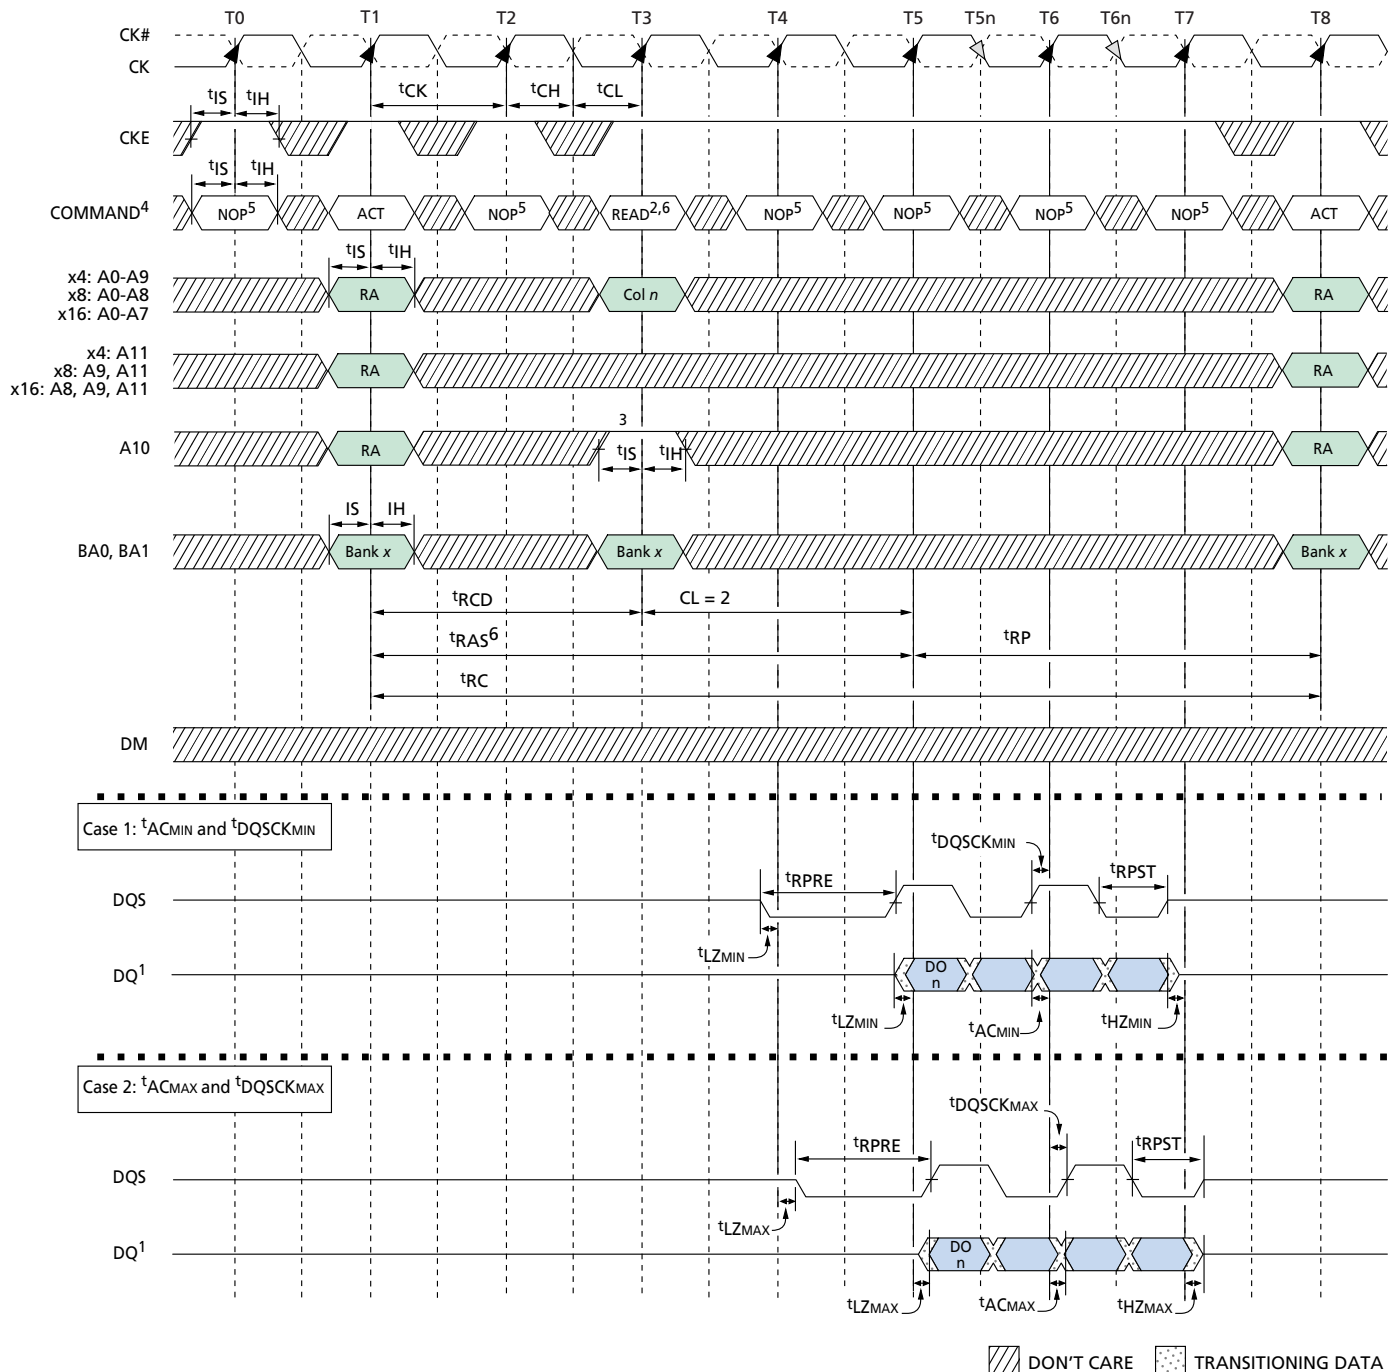 T0 T1 T2 T3 T4 T5 T5n T6 T6n T7 T8
CK#
CK
tCK tCH tCL
tIS tIH
CKE
tIS tIH
COMMAND4
NOP5 ACT NOP5 READ2,6 NOP5 NOP5 NOP5 NOP5 ACT
tIS tIH
x4: A0-A9
x8: A0-A8
x16: A0-A7
RA Col n RA
x4: A11
x8: A9, A11
x16: A8, A9, A11
RA RA
3
A10
RA tIS tIH RA
IS IH
BA0, BA1
Bank x Bank x Bank x
tRCD CL = 2
tRAS6 tRP
tRC
DM
Case 1: tACMIN and tDQSCKMIN
tDQSCKMIN
tRPRE tRPST
DQS
tLZMIN
DQ1
DO
n
tLZMIN tACMIN tHZMIN
Case 2: tACMAX and tDQSCKMAX
tDQSCKMAX
tRPRE tRPST
DQS
tLZMAX
DQ1
DO
n
tLZMAX tACMAX tHZMAX
DON'T CARE TRANSITIONING DATA